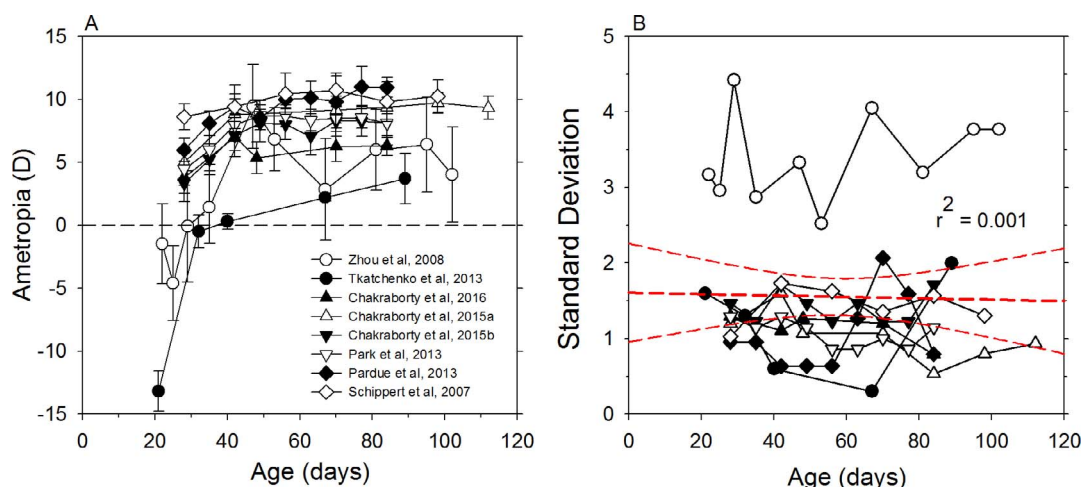 A
Ametropia (D)
15
10
5
0
-5
-10
-15
Zhou et al, 2008
Tkatchenko et al, 2013
Chakraborty et al, 2016
Chakraborty et al, 2015a
Chakraborty et al, 2015b
Park et al, 2013
Pardue et al, 2013
Schippert et al, 2007
0 20 40 60 80 100 120
Age (days)
B
Standard Deviation
5
4
3
2
1
0
r² = 0.001
0 20 40 60 80 100 120
Age (days)